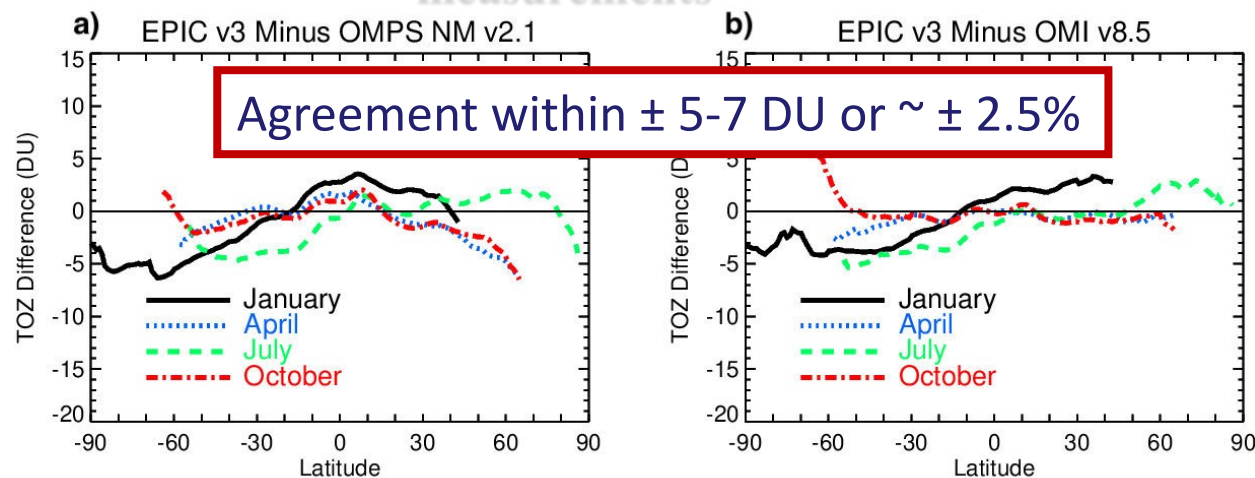 measurements
a) EPIC v3 Minus OMPS NM v2.1
b) EPIC v3 Minus OMI v8.5
Agreement within ± 5-7 DU or ~ ± 2.5%
TOZ Difference (DU)
15
10
5
0
-5
-10
-15
-20
January
April
July
October
-90 -60 -30 0 30 60 90
Latitude
TOZ Difference (D
15
5
0
-5
-10
-15
-20
January
April
July
October
-90 -60 -30 0 30 60 90
Latitude